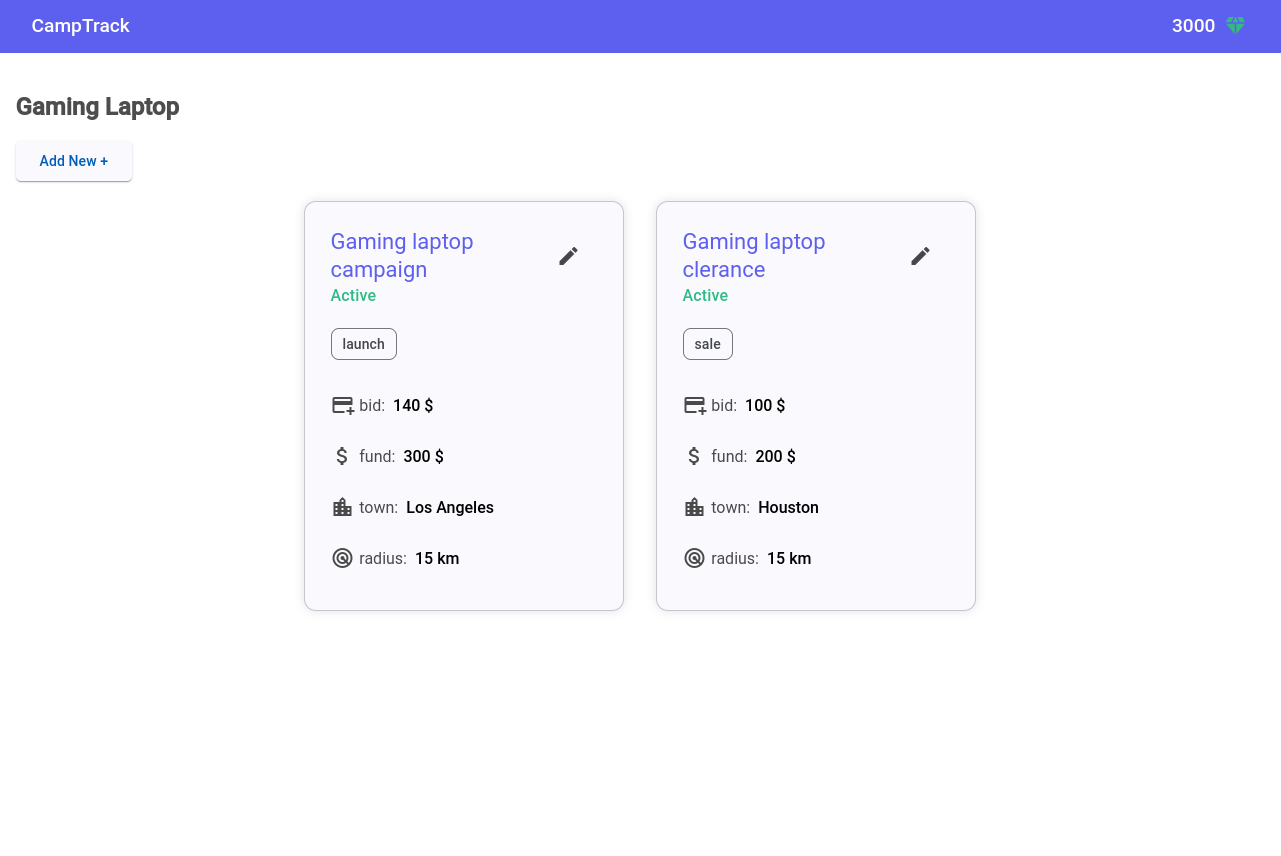 CampTrack
3000
Gaming Laptop
Add New +
Gaming laptop
campaign
Active
launch
bid: 140 $
fund: 300 $
town: Los Angeles
radius: 15 km
Gaming laptop
clerance
Active
sale
bid: 100 $
fund: 200 $
town: Houston
radius: 15 km